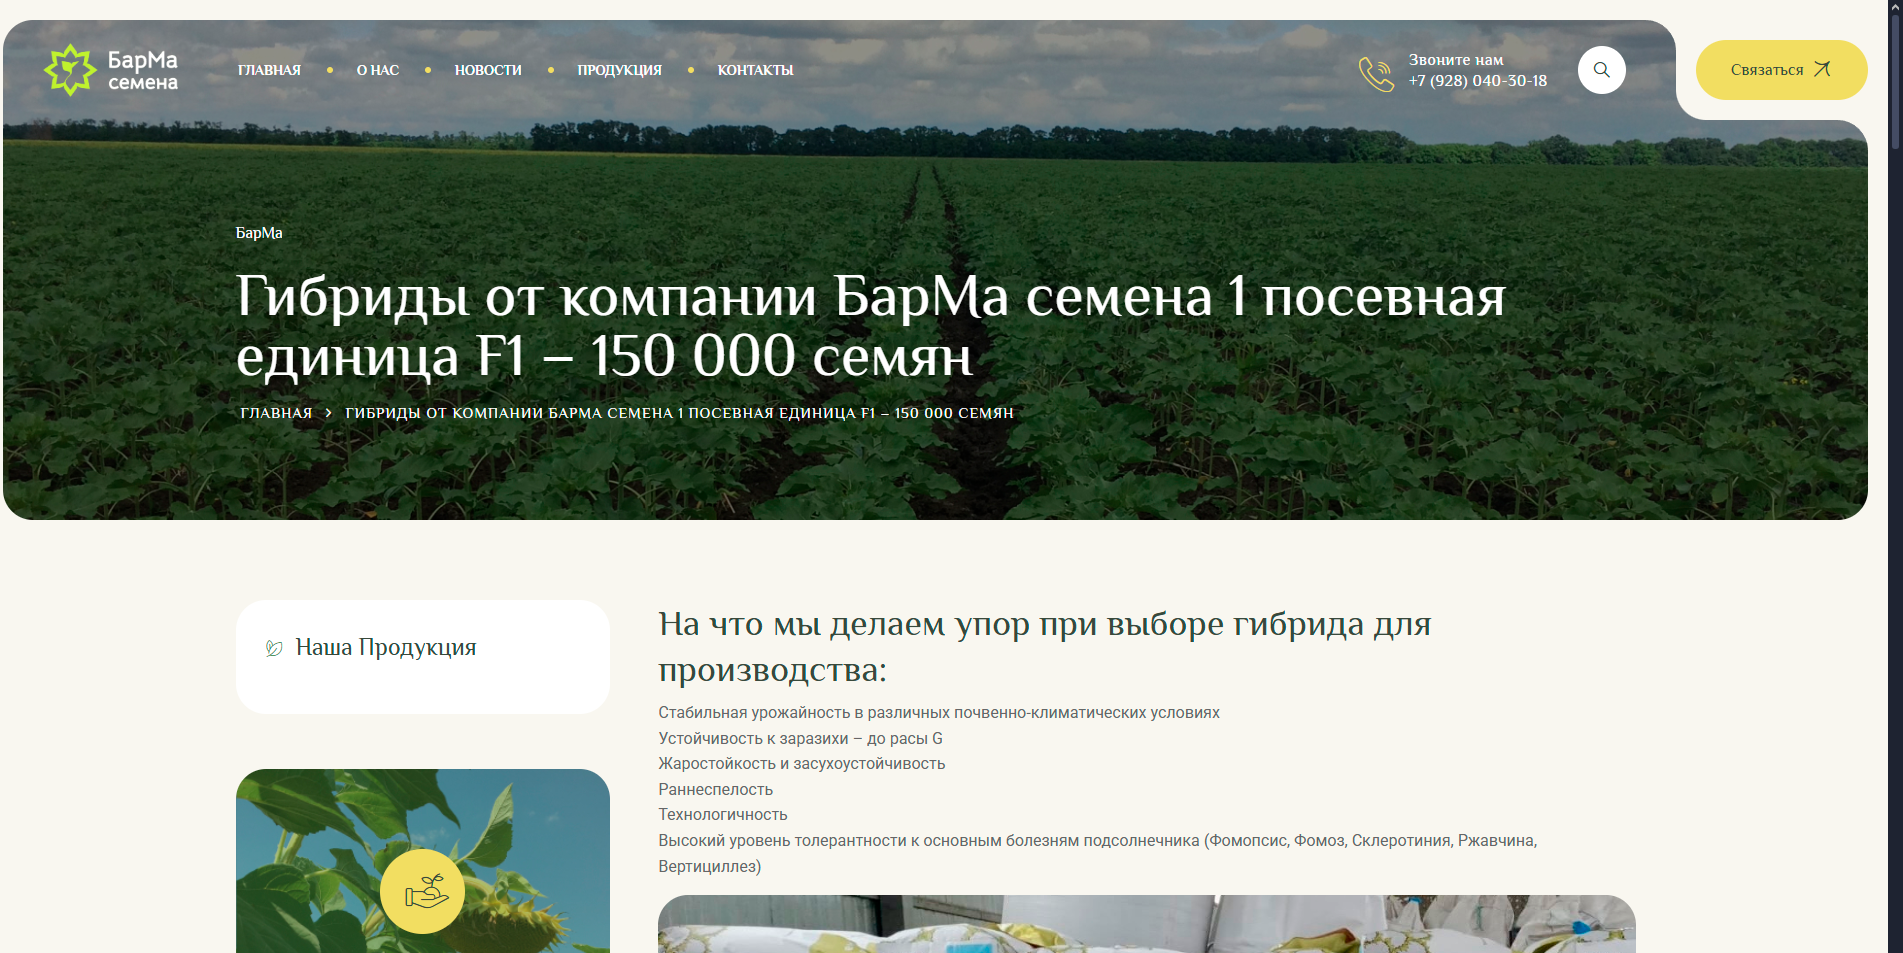 БарМа
семена
ГЛАВНАЯ
О НАС
НОВОСТИ
ПРОДУКЦИЯ
КОНТАКТЫ
Звоните нам
+7 (928) 040-30-18
Связаться
БарМа
Гибриды от компании БарМа семена 1 посевная
единица F1 – 150 000 семян
ГЛАВНАЯ > ГИБРИДЫ ОТ КОМПАНИИ БАРМА СЕМЕНА 1 ПОСЕВНАЯ ЕДИНИЦА F1 – 150 000 СЕМЯН
Наша Продукция
На что мы делаем упор при выборе гибрида для
производства:
Стабильная урожайность в различных почвенно-климатических условиях
Устойчивость к заразихи – до расы G
Жаростойкость и засухоустойчивость
Раннеспелость
Технологичность
Высокий уровень толерантности к основным болезням подсолнечника (Фомопсис, Фомоз, Склеротиния, Ржавчина,
Вертициллез)